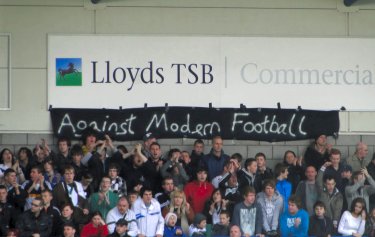 Lloyds TSB | Commercia
Against Modern Football